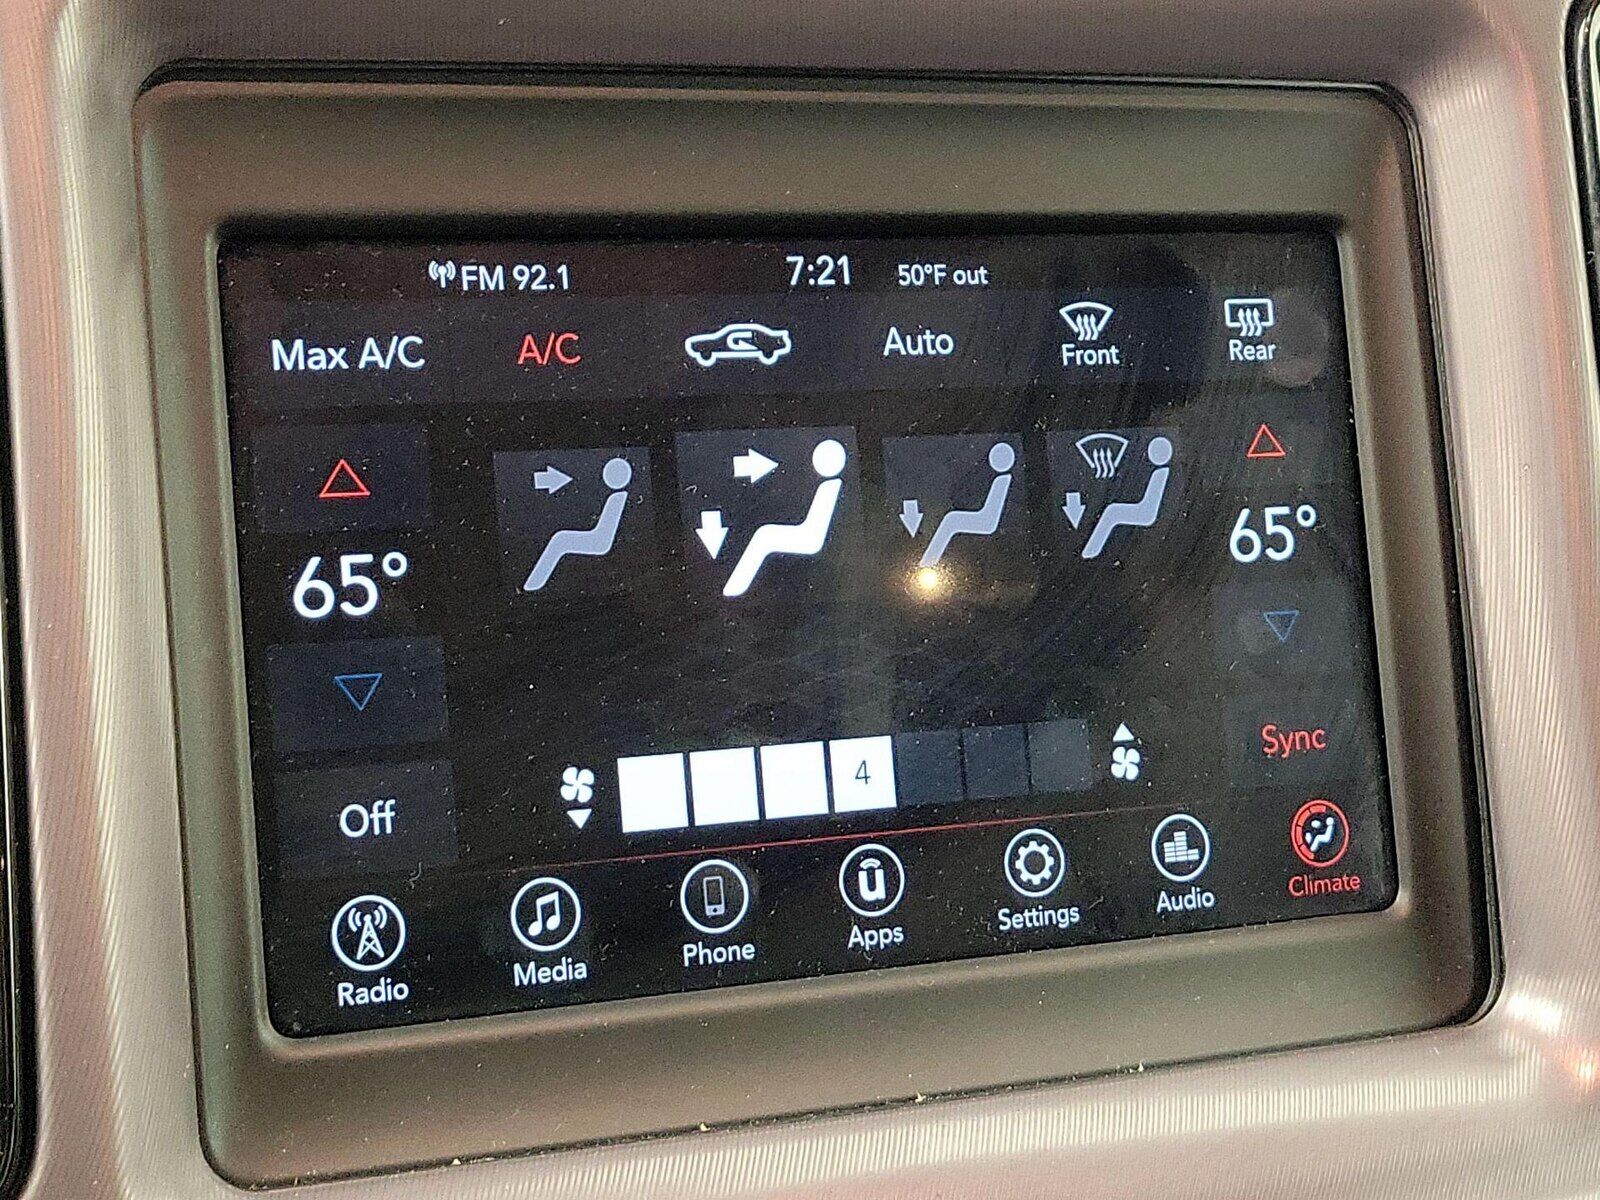 FM 92.1 7:21 50°F out
Max A/C A/C Auto Front Rear
65° 65°
Sync
4
Off
Radio Media Phone Apps Settings Audio Climate